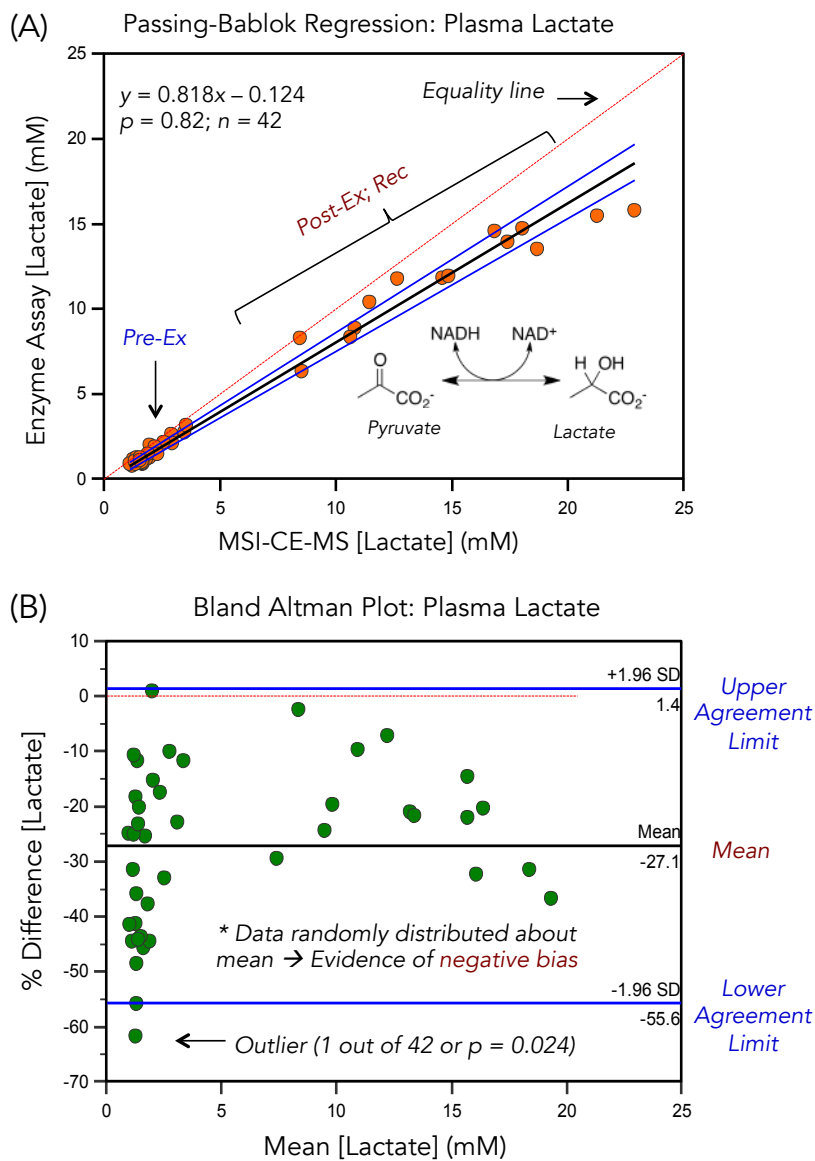 (A)
Passing-Bablok Regression: Plasma Lactate
Enzyme Assay [Lactate] (mM)
25
20
15
10
5
0
y = 0.818x – 0.124
p = 0.82; n = 42
Equality line
Post-Ex; Rec
Pre-Ex
NADH
NAD+
O
CO2-
Pyruvate
H
OH
CO2-
Lactate
0
5
10
15
20
25
MSI-CE-MS [Lactate] (mM)
(B)
Bland Altman Plot: Plasma Lactate
% Difference [Lactate]
10
0
-10
-20
-30
-40
-50
-60
-70
+1.96 SD
1.4
Upper
Agreement
Limit
Mean
-27.1
Mean
* Data randomly distributed about
mean → Evidence of negative bias
-1.96 SD
-55.6
Lower
Agreement
Limit
Outlier (1 out of 42 or p = 0.024)
0
5
10
15
20
25
Mean [Lactate] (mM)